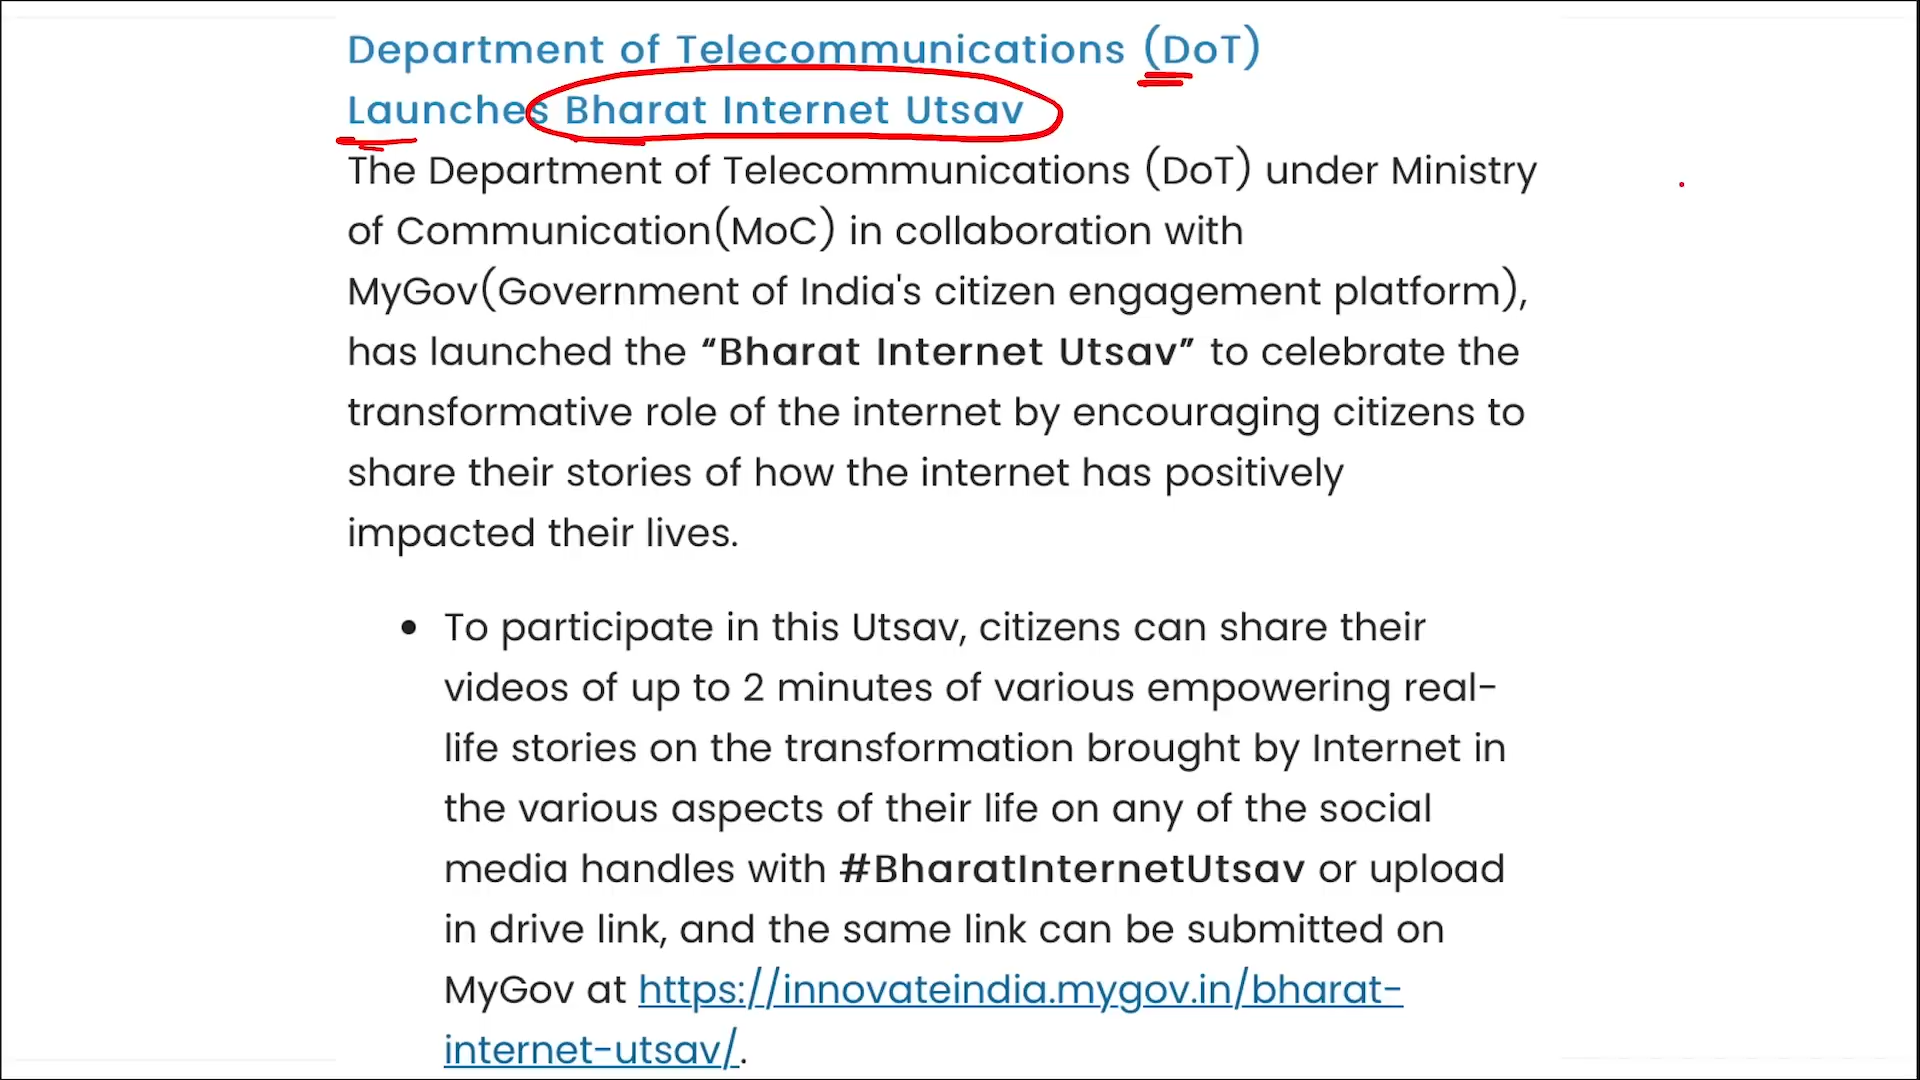 Department of Telecommunications (DoT)
Launches Bharat Internet Utsav
The Department of Telecommunications (DoT) under Ministry
of Communication(MoC) in collaboration with
MyGov(Government of India's citizen engagement platform),
has launched the “Bharat Internet Utsav” to celebrate the
transformative role of the internet by encouraging citizens to
share their stories of how the internet has positively
impacted their lives.
• To participate in this Utsav, citizens can share their
videos of up to 2 minutes of various empowering real-
life stories on the transformation brought by Internet in
the various aspects of their life on any of the social
media handles with #BharatInternetUtsav or upload
in drive link, and the same link can be submitted on
MyGov at https://innovateindia.mygov.in/bharat-
internet-utsav/.